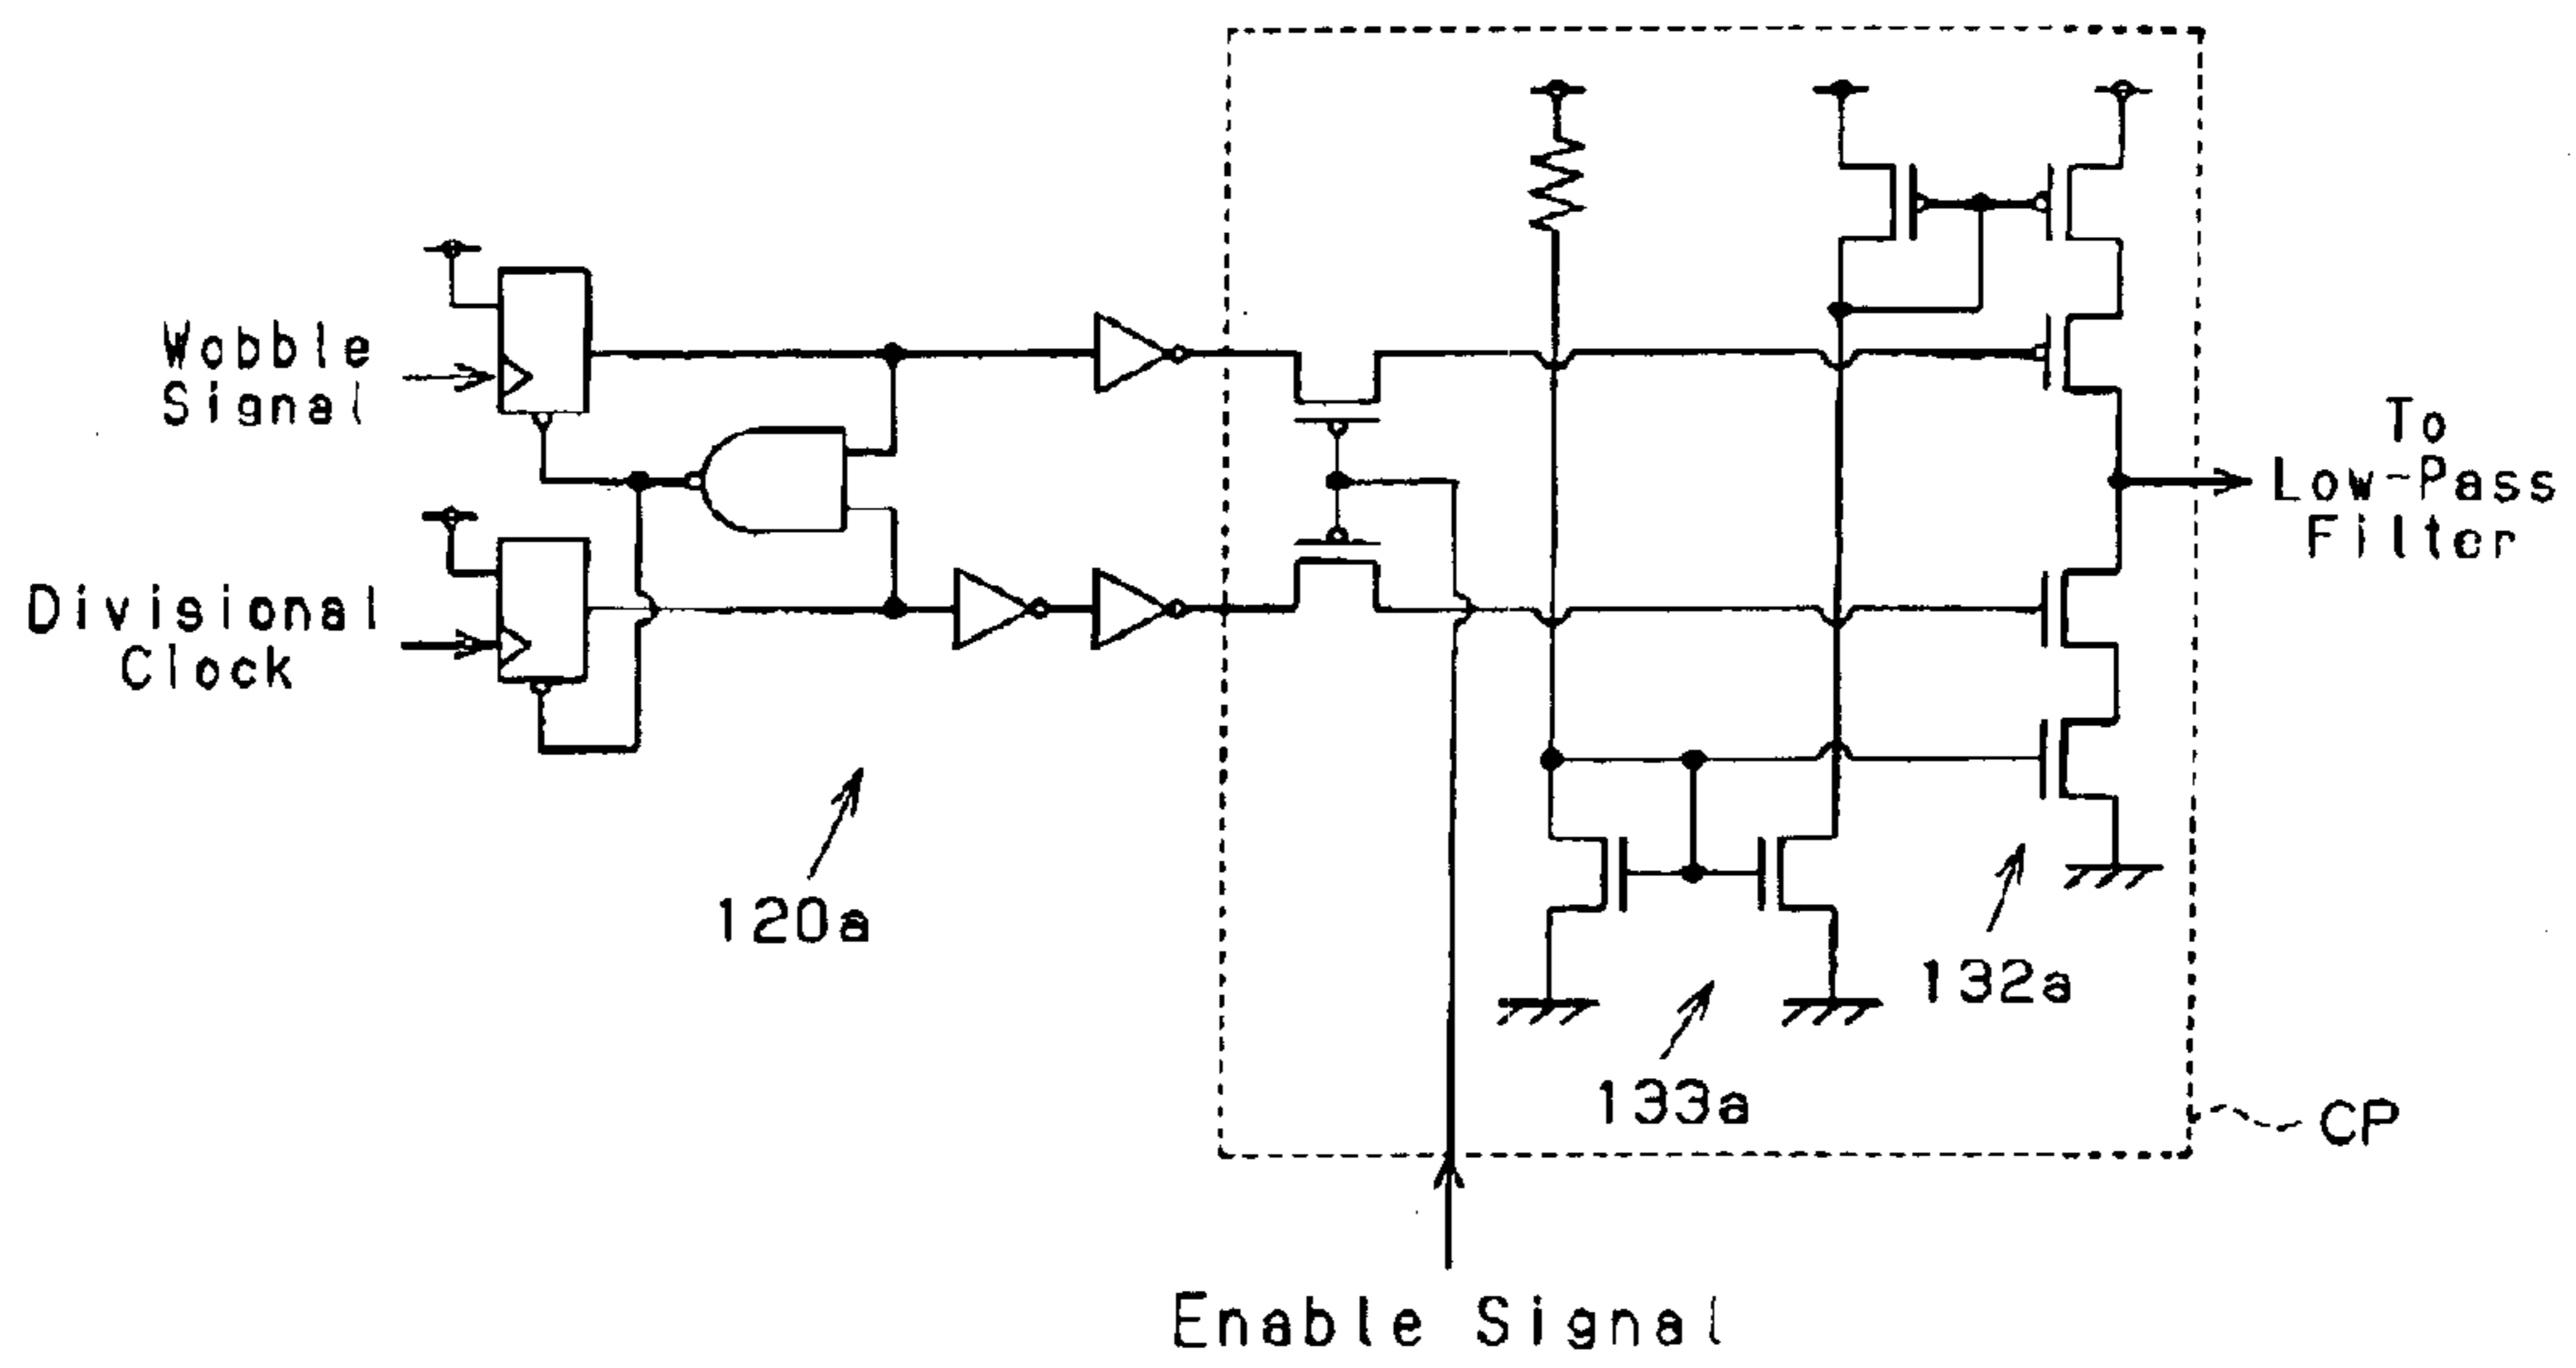 Wobble
Signal
Divisional
Clock
120a
To
Low-Pass
Filter
132a
133a
CP
Enable Signal